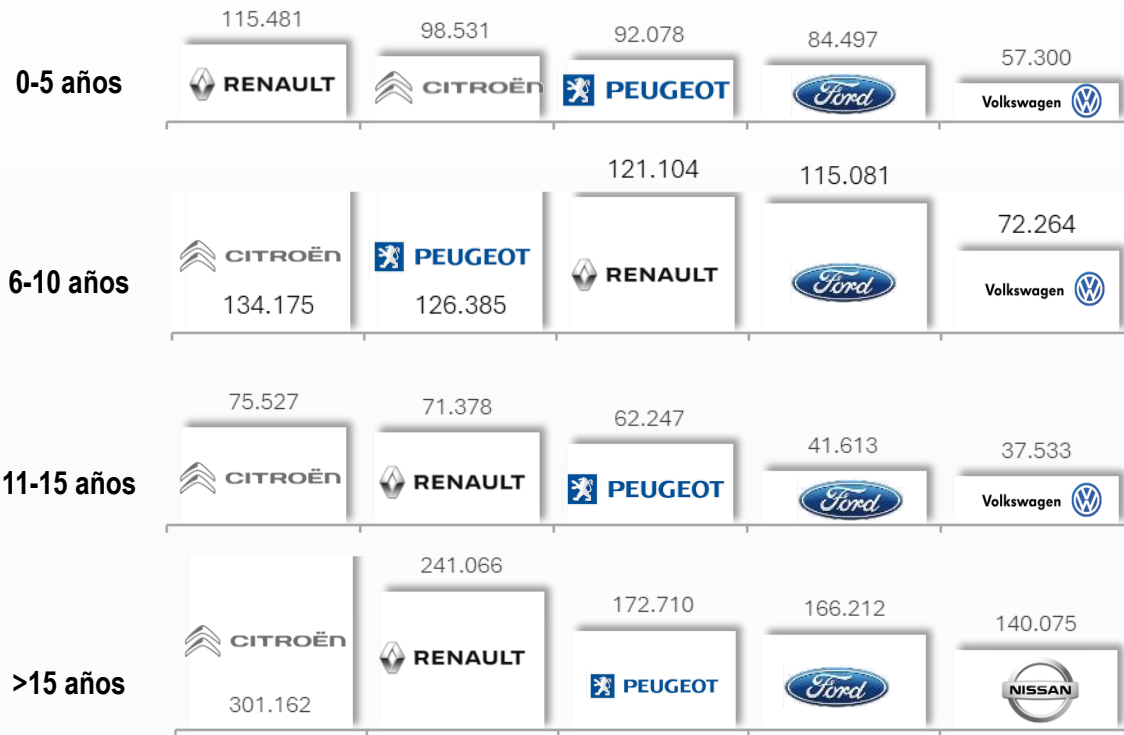 115.481 98.531 92.078 84.497 57.300
0-5 años RENAULT CITROËN PEUGEOT Ford Volkswagen
121.104 115.081
72.264
6-10 años CITROËN PEUGEOT RENAULT Ford Volkswagen
134.175 126.385
75.527 71.378 62.247 41.613 37.533
11-15 años CITROËN RENAULT PEUGEOT Ford Volkswagen
241.066
172.710 166.212 140.075
>15 años CITROËN RENAULT PEUGEOT Ford NISSAN
301.162